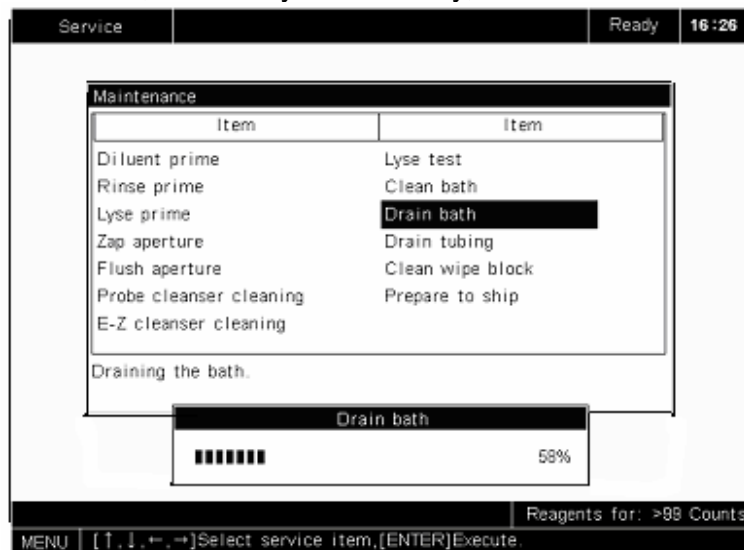 Service Ready 16:26
Maintenance
Item Item
Diluent prime Lyse test
Rinse prime Clean bath
Lyse prime Drain bath
Zap aperture Drain tubing
Flush aperture Clean wipe block
Probe cleanser cleaning Prepare to ship
E-Z cleanser cleaning
Draining the bath.
Drain bath
58%
Reagents for: >99 Counts
MENU [↑.↓.←.→]Select service item,[ENTER]Execute.